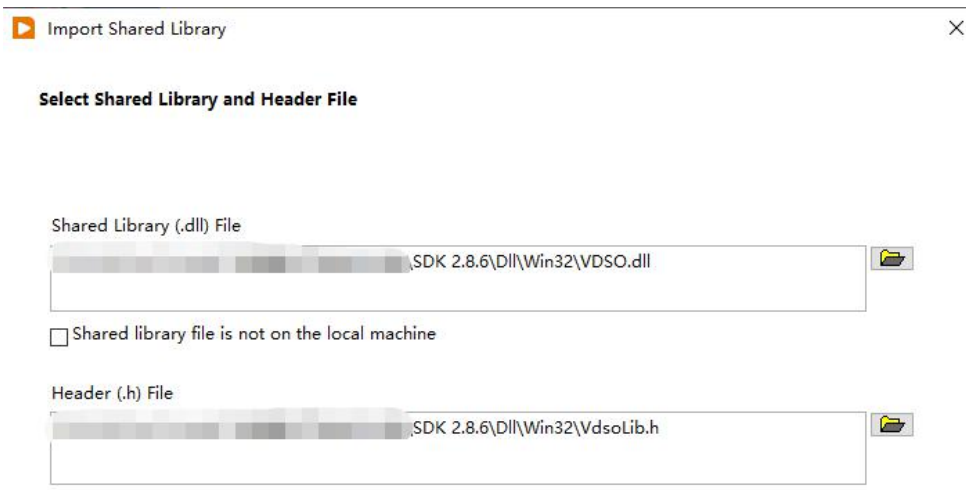 Import Shared Library
Select Shared Library and Header File
Shared Library (.dll) File
\SDK 2.8.6\Dll\Win32\VDSO.dll
Shared library file is not on the local machine
Header (.h) File
\SDK 2.8.6\Dll\Win32\VdsoLib.h